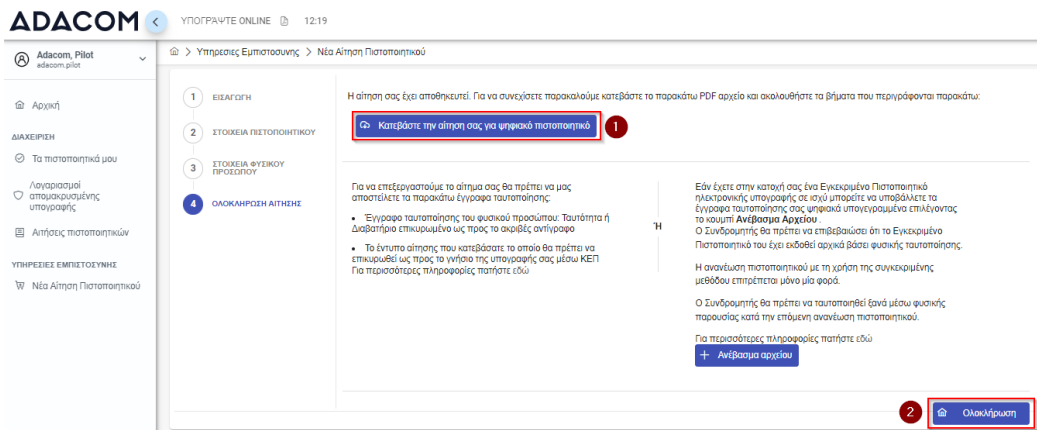 ADACOM
ΥΠΟΓΡΑΨΤΕ ONLINE 12:19
Adacom, Pilot
adacom.pilot
Υπηρεσιες Εμπιστοσυνης > Νέα Αίτηση Πιστοποιητικού
Αρχική
ΔΙΑΧΕΙΡΙΣΗ
Τα πιστοποιητικά μου
Λογαριασμοί
απομακρυσμένης
υπογραφής
Αιτήσεις πιστοποιητικών
ΥΠΗΡΕΣΙΕΣ ΕΜΠΙΣΤΟΣΥΝΗΣ
Νέα Αίτηση Πιστοποιητικού
1 ΕΙΣΑΓΩΓΗ
2 ΣΤΟΙΧΕΙΑ ΠΙΣΤΟΠΟΙΗΤΙΚΟΥ
3 ΣΤΟΙΧΕΙΑ ΦΥΣΙΚΟΥ
ΠΡΟΣΩΠΟΥ
4 ΟΛΟΚΛΗΡΩΣΗ ΑΙΤΗΣΗΣ
Η αίτηση σας έχει αποθηκευτεί. Για να συνεχίσετε παρακαλούμε κατεβάστε το παρακάτω PDF αρχείο και ακολουθήστε τα βήματα που περιγράφονται παρακάτω:
Κατεβάστε την αίτηση σας για ψηφιακό πιστοποιητικό 1
Για να επεξεργαστούμε το αίτημα σας θα πρέπει να μας
αποστείλετε τα παρακάτω έγγραφα ταυτοποίησης:
• Έγγραφο ταυτοποίησης του φυσικού προσώπου: Ταυτότητα ή
Διαβατήριο επικυρωμένο ως προς το ακριβές αντίγραφο
• Το έντυπο αίτησης που κατεβάσατε το οποίο θα πρέπει να
επικυρωθεί ως προς το γνήσιο της υπογραφής σας μέσω ΚΕΠ
Για περισσότερες πληροφορίες πατήστε εδώ
Ή
Εάν έχετε στην κατοχή σας ένα Εγκεκριμένο Πιστοποιητικό
ηλεκτρονικής υπογραφής σε ισχύ μπορείτε να υποβάλλετε τα
έγγραφα ταυτοποίησης σας ψηφιακά υπογεγραμμένα επιλέγοντας
το κουμπί Ανέβασμα Αρχείου .
Ο Συνδρομητής θα πρέπει να επιβεβαιώσει ότι το Εγκεκριμένο
Πιστοποιητικό του έχει εκδοθεί αρχικά βάσει φυσικής ταυτοποίησης.
Η ανανέωση πιστοποιητικού με τη χρήση της συγκεκριμένης
μεθόδου επιτρέπεται μόνο μία φορά.
Ο Συνδρομητής θα πρέπει να ταυτοποιηθεί ξανά μέσω φυσικής
παρουσίας κατά την επόμενη ανανέωση πιστοποιητικού.
Για περισσότερες πληροφορίες πατήστε εδώ
+ Ανέβασμα αρχείου
2 Ολοκλήρωση